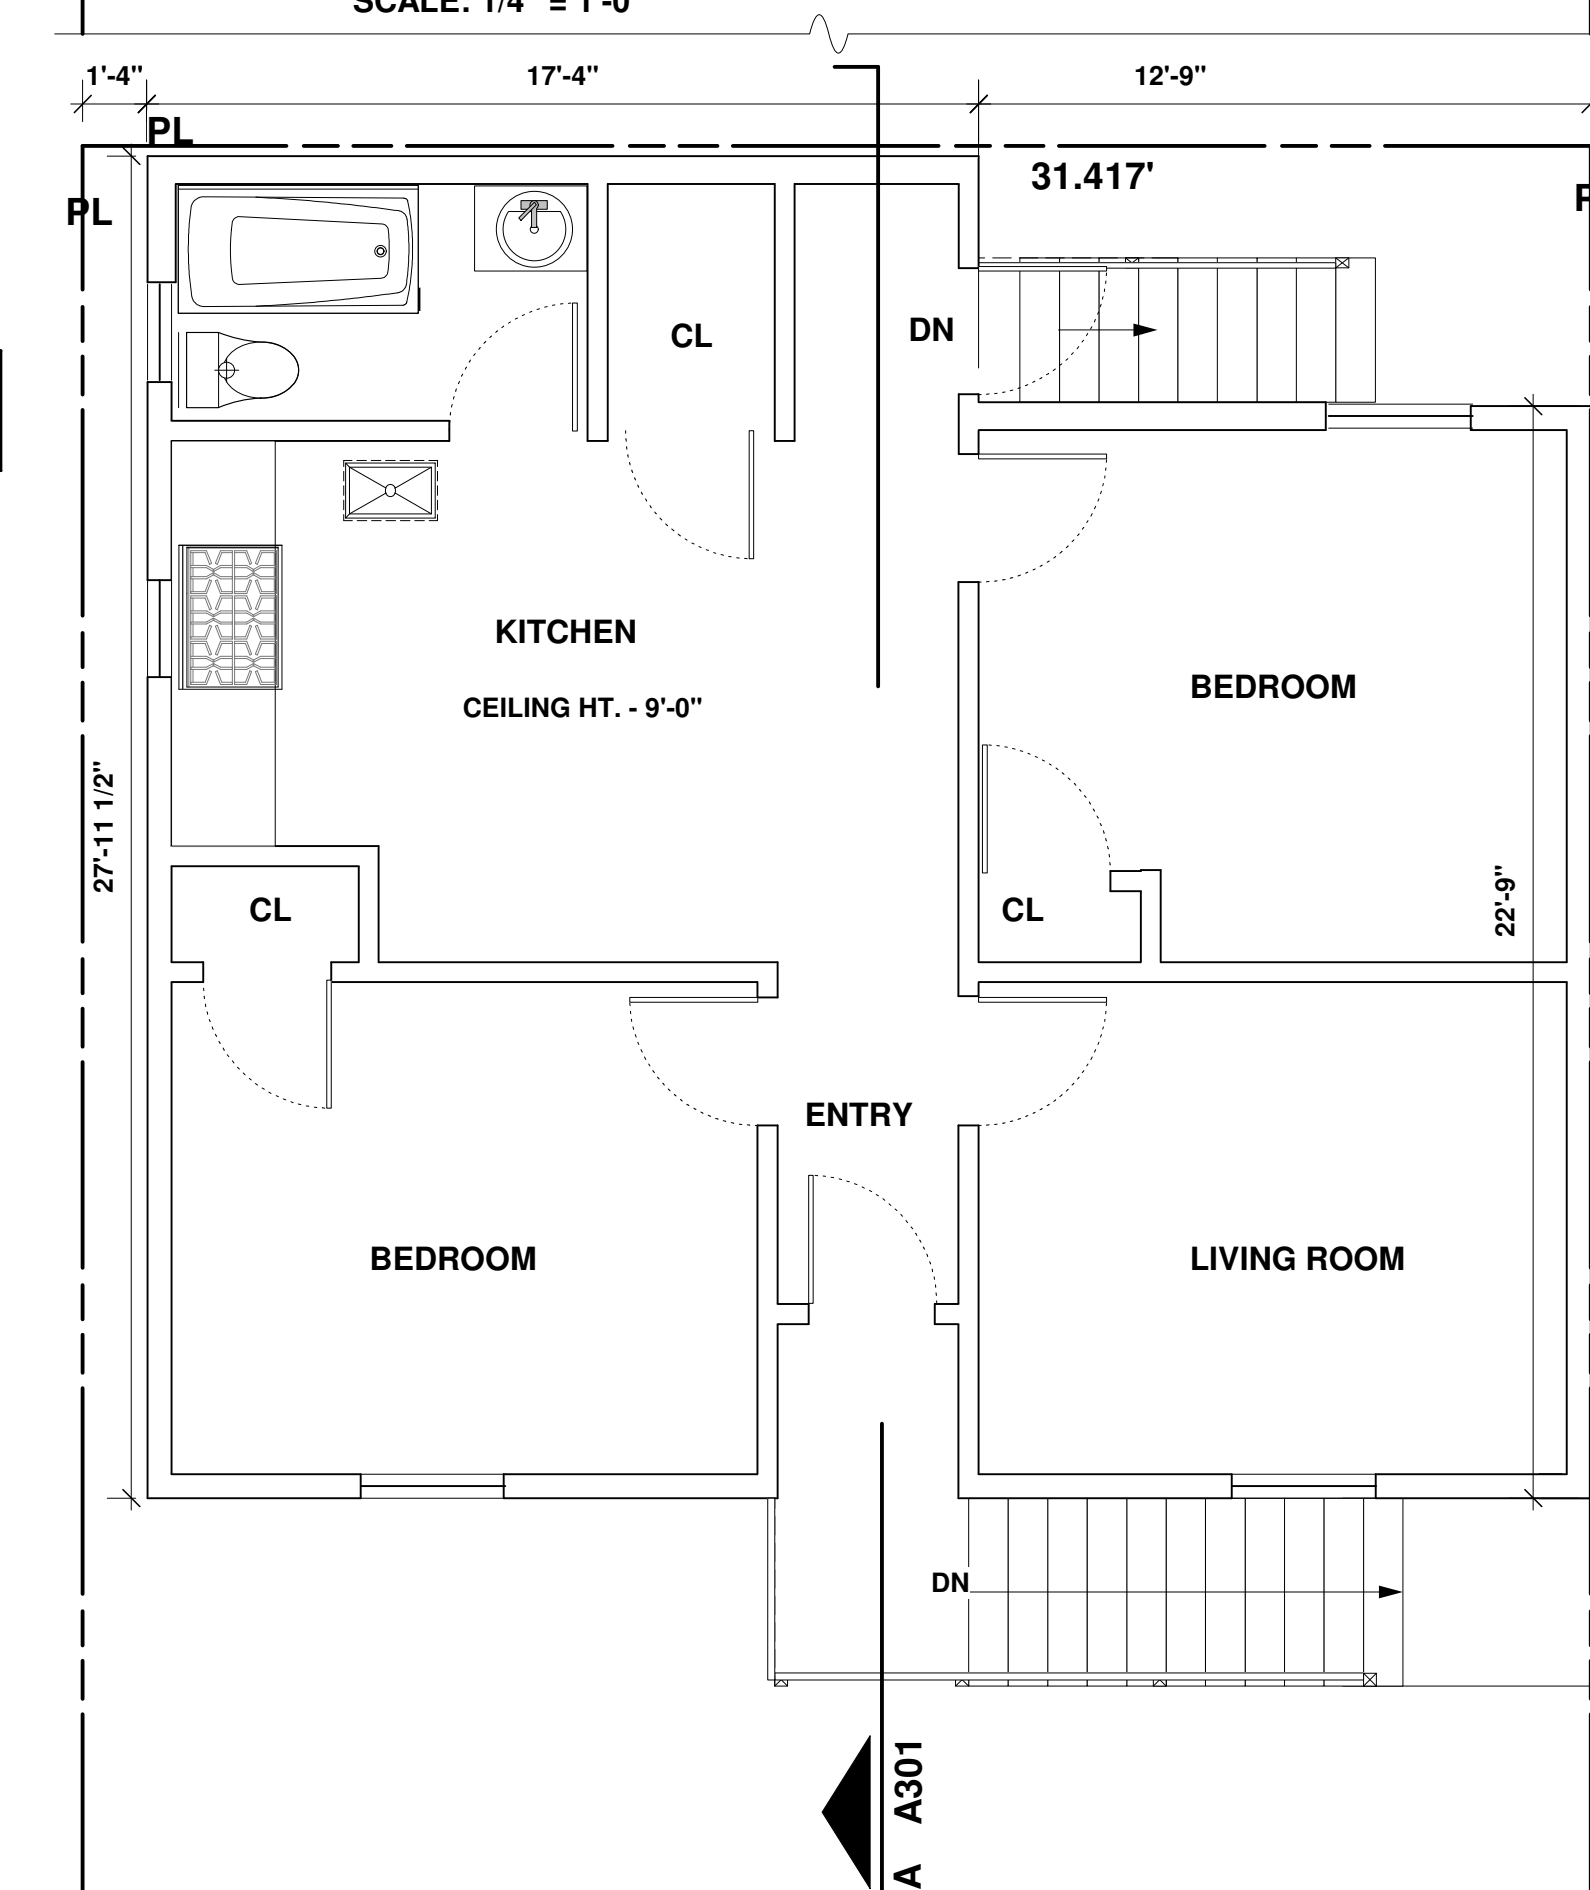 SCALE: 1/4" = 1'-0"
1'-4"
17'-4"
12'-9"
PL
31.417'
PL
CL
DN
KITCHEN
BEDROOM
CEILING HT. - 9'-0"
27'-11 1/2"
22'-9"
CL
CL
ENTRY
BEDROOM
LIVING ROOM
DN
A301
A